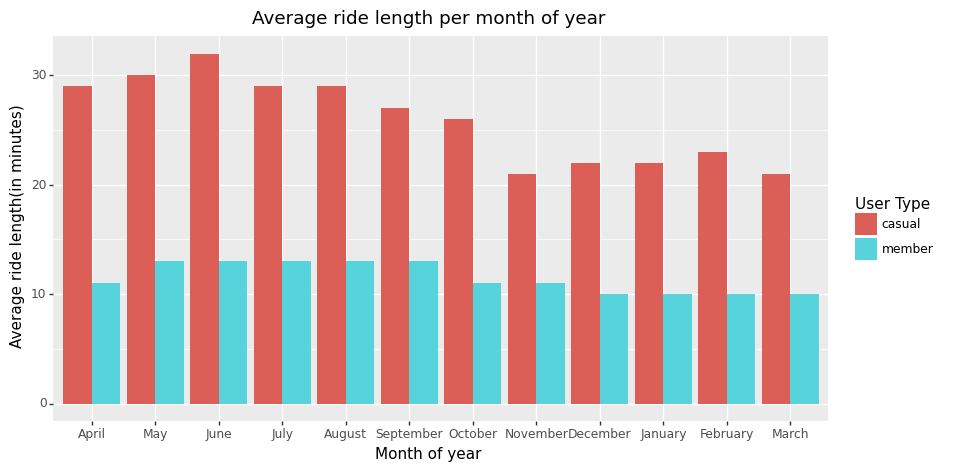 Average ride length per month of year
Average ride length(in minutes)
30
20
10
0
April May June July August September October November December January February March
Month of year
User Type
casual
member